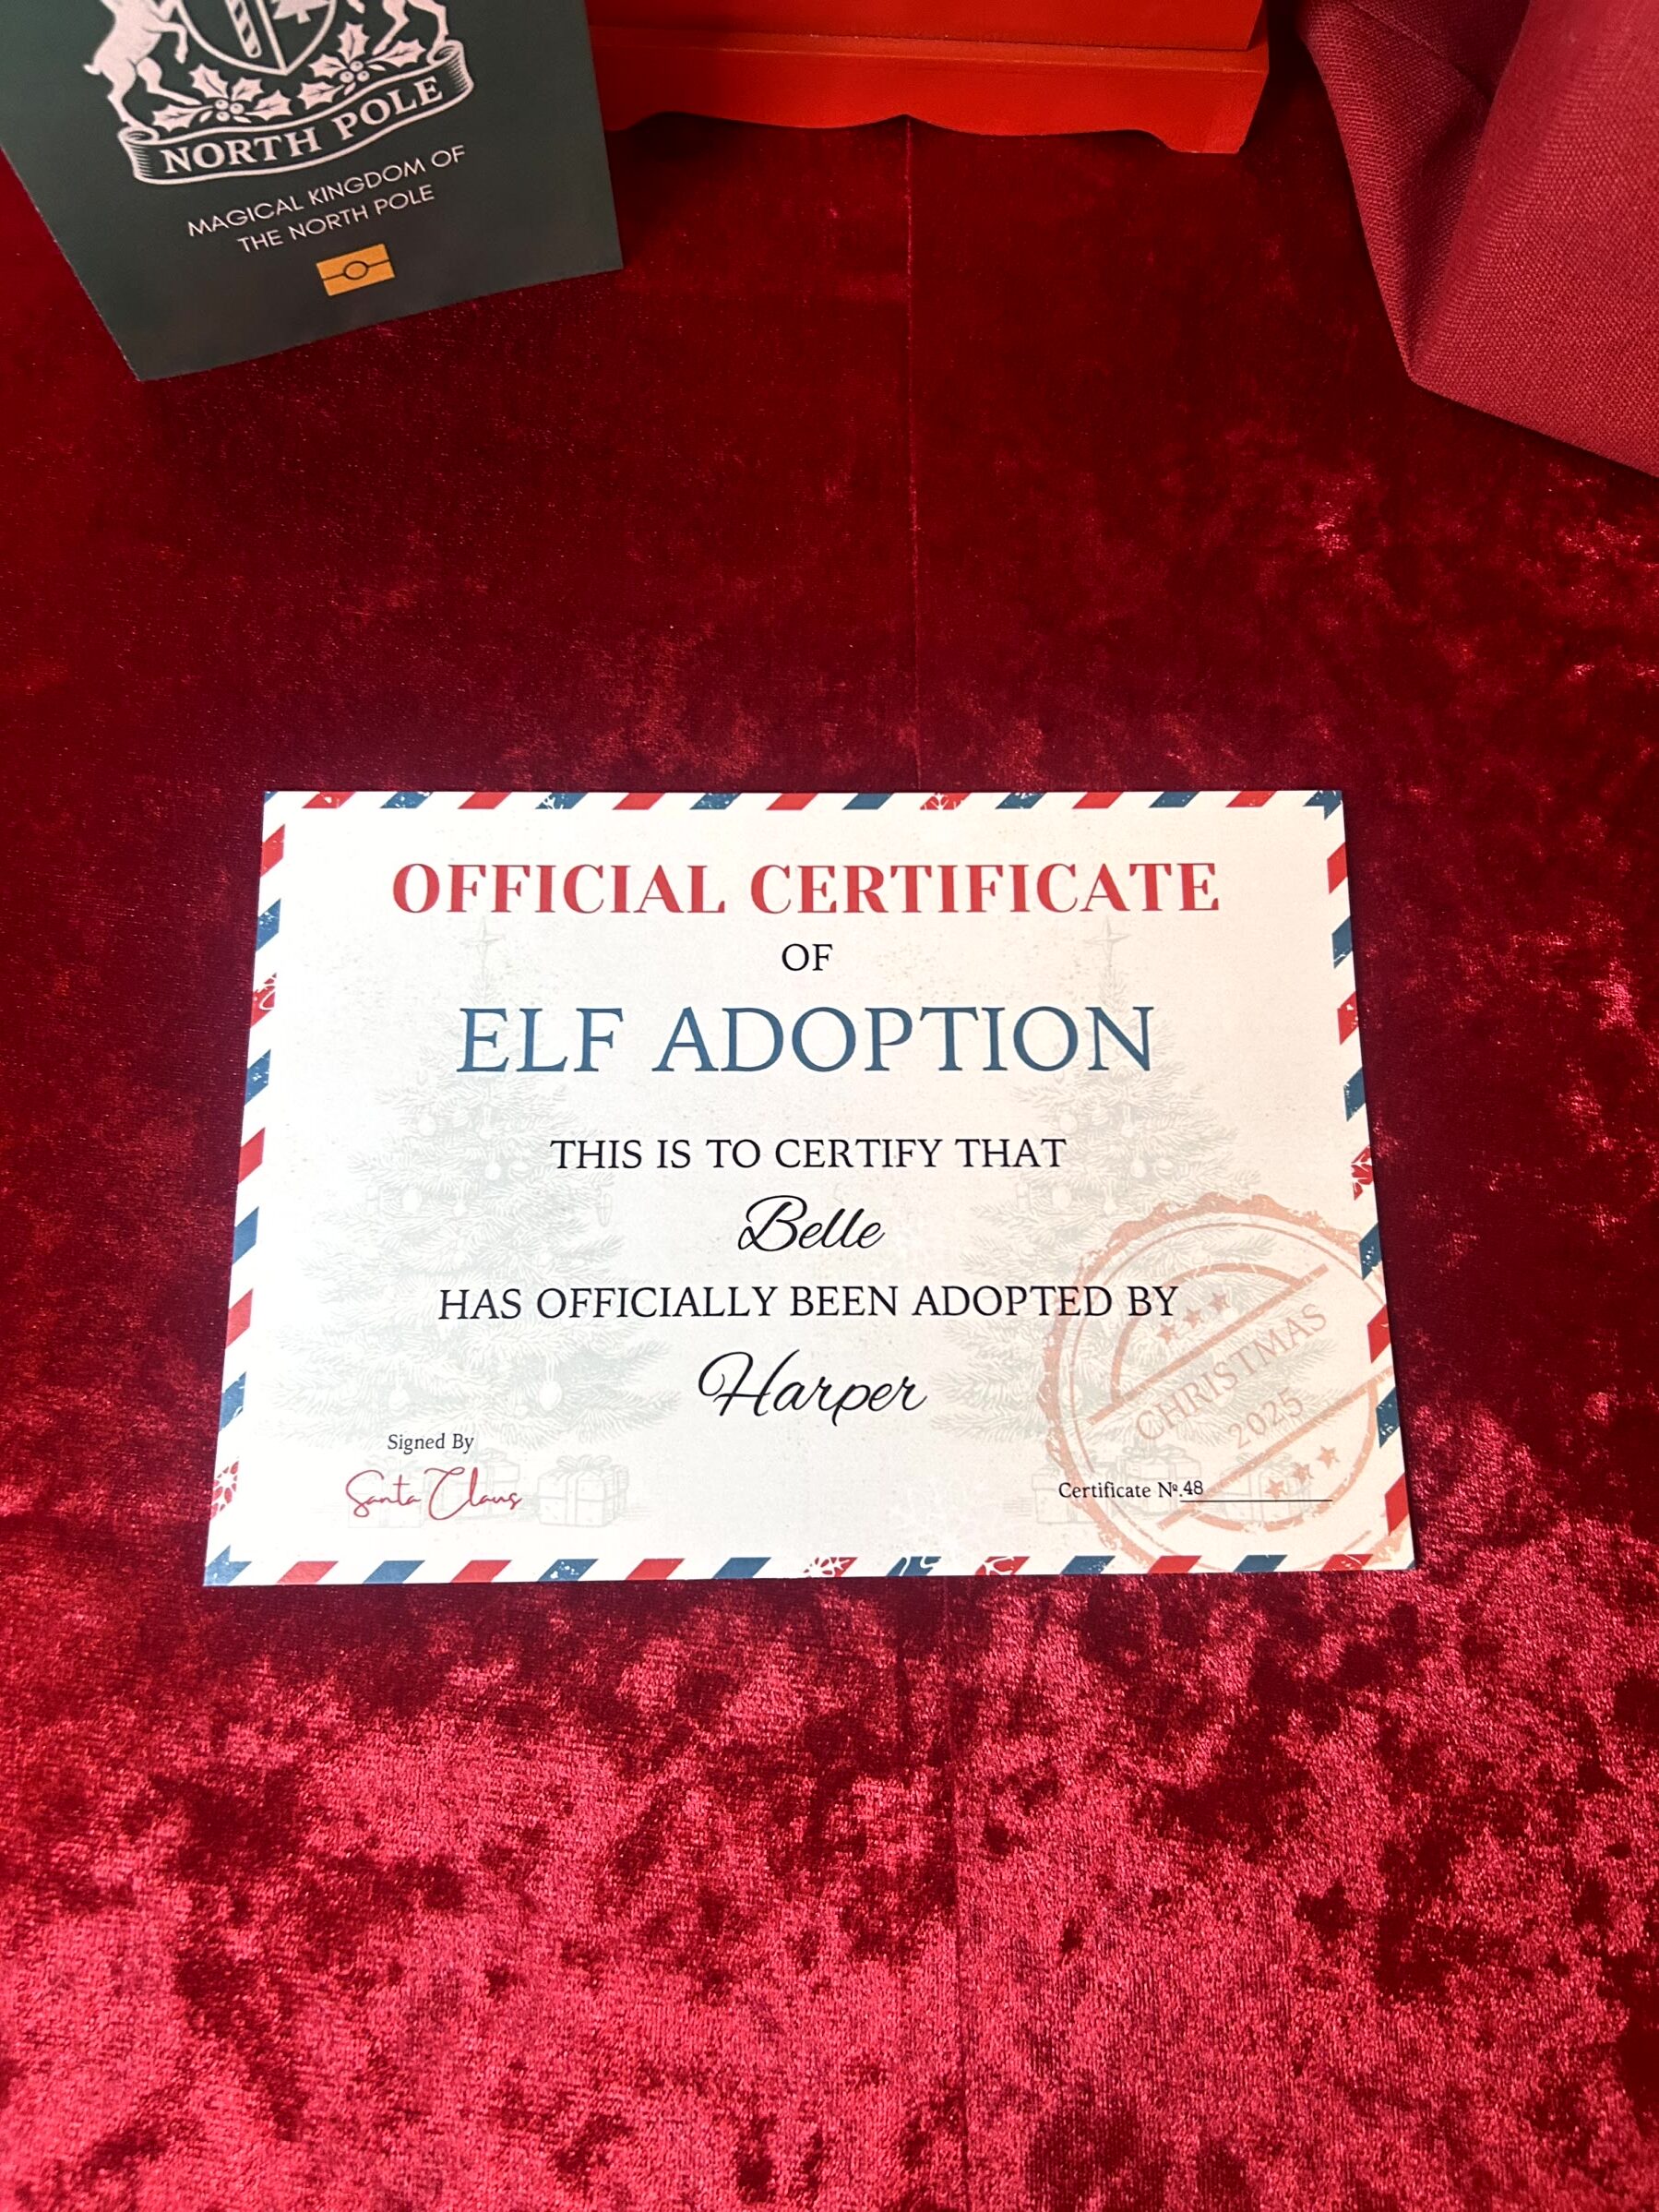 NORTH POLE
MAGICAL KINGDOM OF
THE NORTH POLE
OFFICIAL CERTIFICATE
OF
ELF ADOPTION
THIS IS TO CERTIFY THAT
Belle
HAS OFFICIALLY BEEN ADOPTED BY
Harper
CHRISTMAS
2025
Signed By
Santa Claus
Certificate №.48